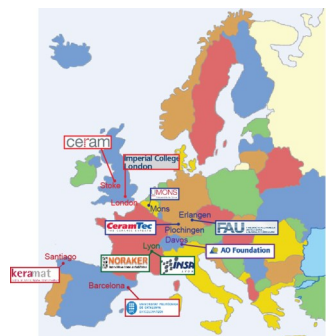 ceram
Imperial College
London
Stoke
London
UMONS
Mons
Erlangen
FAU
CeramTec
Plochingen
Davos
AO Foundation
Lyon
NORAKER
INSA
Santiago
keramat
Barcelona